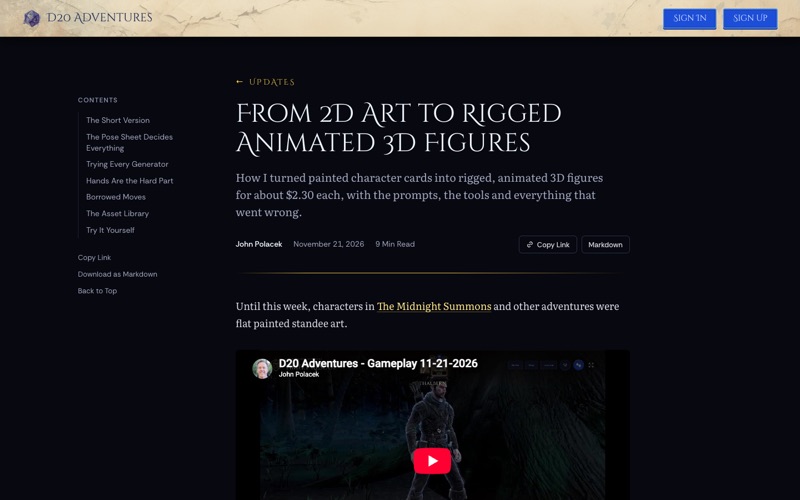 D20 Adventures
Sign In
Sign Up
← Updates
CONTENTS
The Short Version
The Pose Sheet Decides
Everything
Trying Every Generator
Hands Are the Hard Part
Borrowed Moves
The Asset Library
Try It Yourself
Copy Link
Download as Markdown
Back to Top
From 2D Art to Rigged
Animated 3D Figures
How I turned painted character cards into rigged, animated 3D figures
for about $2.30 each, with the prompts, the tools and everything that
went wrong.
John Polacek November 21, 2026 9 Min Read
Copy Link
Markdown
Until this week, characters in The Midnight Summons and other adventures were
flat painted standee art.
D20 Adventures - Gameplay 11-21-2026
John Polacek